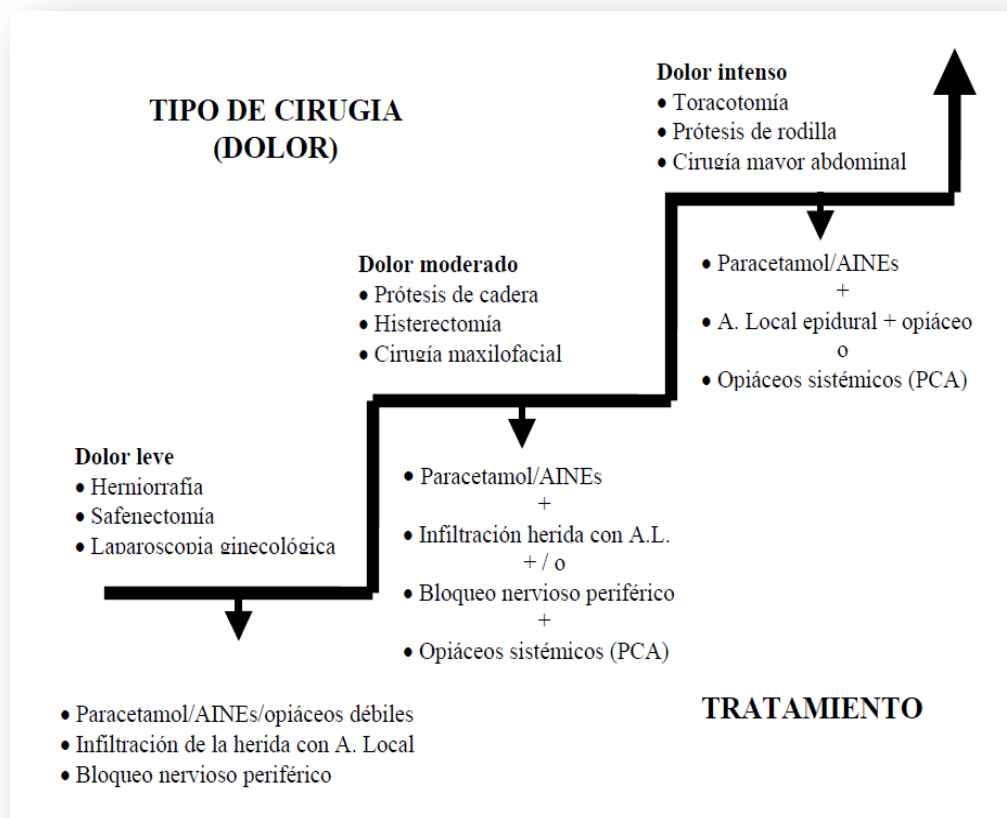 TIPO DE CIRUGIA
(DOLOR)
Dolor intenso
• Toracotomía
• Prótesis de rodilla
• Cirugía mayor abdominal
• Paracetamol/AINEs
+
• A. Local epidural + opiáceo
o
• Opiáceos sistémicos (PCA)
Dolor moderado
• Prótesis de cadera
• Histerectomía
• Cirugía maxilofacial
• Paracetamol/AINEs
+
• Infiltración herida con A.L.
+ / o
• Bloqueo nervioso periférico
+
• Opiáceos sistémicos (PCA)
Dolor leve
• Herniorrafia
• Safenectomía
• Laparoscopia ginecológica
• Paracetamol/AINEs/opiáceos débiles
• Infiltración de la herida con A. Local
• Bloqueo nervioso periférico
TRATAMIENTO